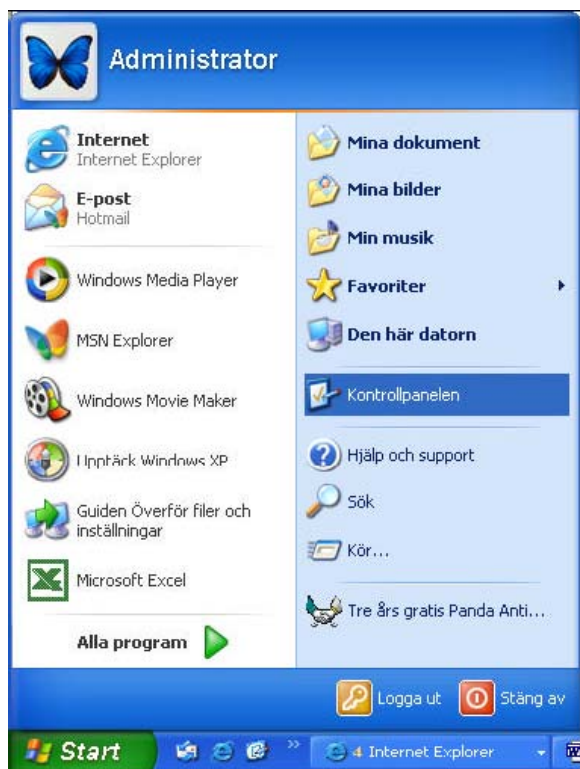 Administrator
Internet
Internet Explorer
E-post
Hotmail
Windows Media Player
MSN Explorer
Windows Movie Maker
Upptäck Windows XP
Guiden Överför filer och
inställningar
Microsoft Excel
Alla program
Mina dokument
Mina bilder
Min musik
Favoriter
Den här datorn
Kontrollpanelen
Hjälp och support
Sök
Kör...
Tre års gratis Panda Anti...
Logga ut
Stäng av
Start
»
4 Internet Explorer